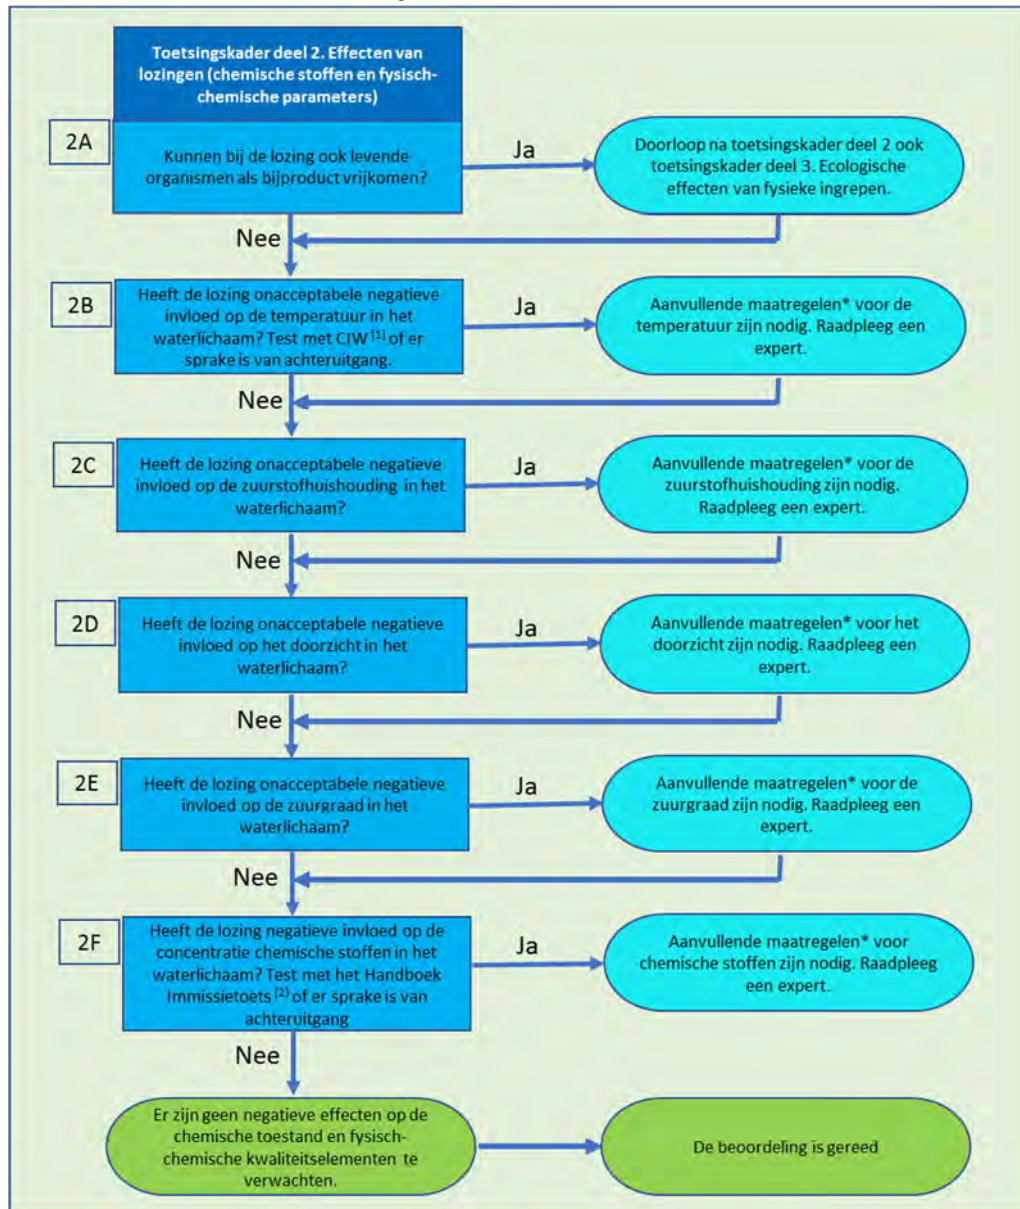 Toetsingskader deel 2. Effecten van
lozingen (chemische stoffen en fysisch-
chemische parameters)
2A
Kunnen bij de lozing ook levende
organismen als bijproduct vrijkomen?
Ja
Doorloop na toetsingskader deel 2 ook
toetsingskader deel 3. Ecologische
effecten van fysieke ingrepen.
Nee
2B
Heeft de lozing onacceptabele negatieve
invloed op de temperatuur in het
waterlichaam? Test met CIW [1] of er
sprake is van achteruitgang.
Ja
Aanvullende maatregelen* voor de
temperatuur zijn nodig. Raadpleeg een
expert.
Nee
2C
Heeft de lozing onacceptabele negatieve
invloed op de zuurstofhuishouding in het
waterlichaam?
Ja
Aanvullende maatregelen* voor de
zuurstofhuishouding zijn nodig.
Raadpleeg een expert.
Nee
2D
Heeft de lozing onacceptabele negatieve
invloed op het doorzicht in het
waterlichaam?
Ja
Aanvullende maatregelen* voor het
doorzicht zijn nodig. Raadpleeg een
expert.
Nee
2E
Heeft de lozing onacceptabele negatieve
invloed op de zuurgraad in het
waterlichaam?
Ja
Aanvullende maatregelen* voor de
zuurgraad zijn nodig. Raadpleeg een
expert.
Nee
2F
Heeft de lozing negatieve invloed op de
concentratie chemische stoffen in het
waterlichaam? Test met het Handboek
Immissietoets [2] of er sprake is van
achteruitgang
Ja
Aanvullende maatregelen* voor
chemische stoffen zijn nodig. Raadpleeg
een expert.
Nee
Er zijn geen negatieve effecten op de
chemische toestand en fysisch-
chemische kwaliteitselementen te
verwachten.
De beoordeling is gereed